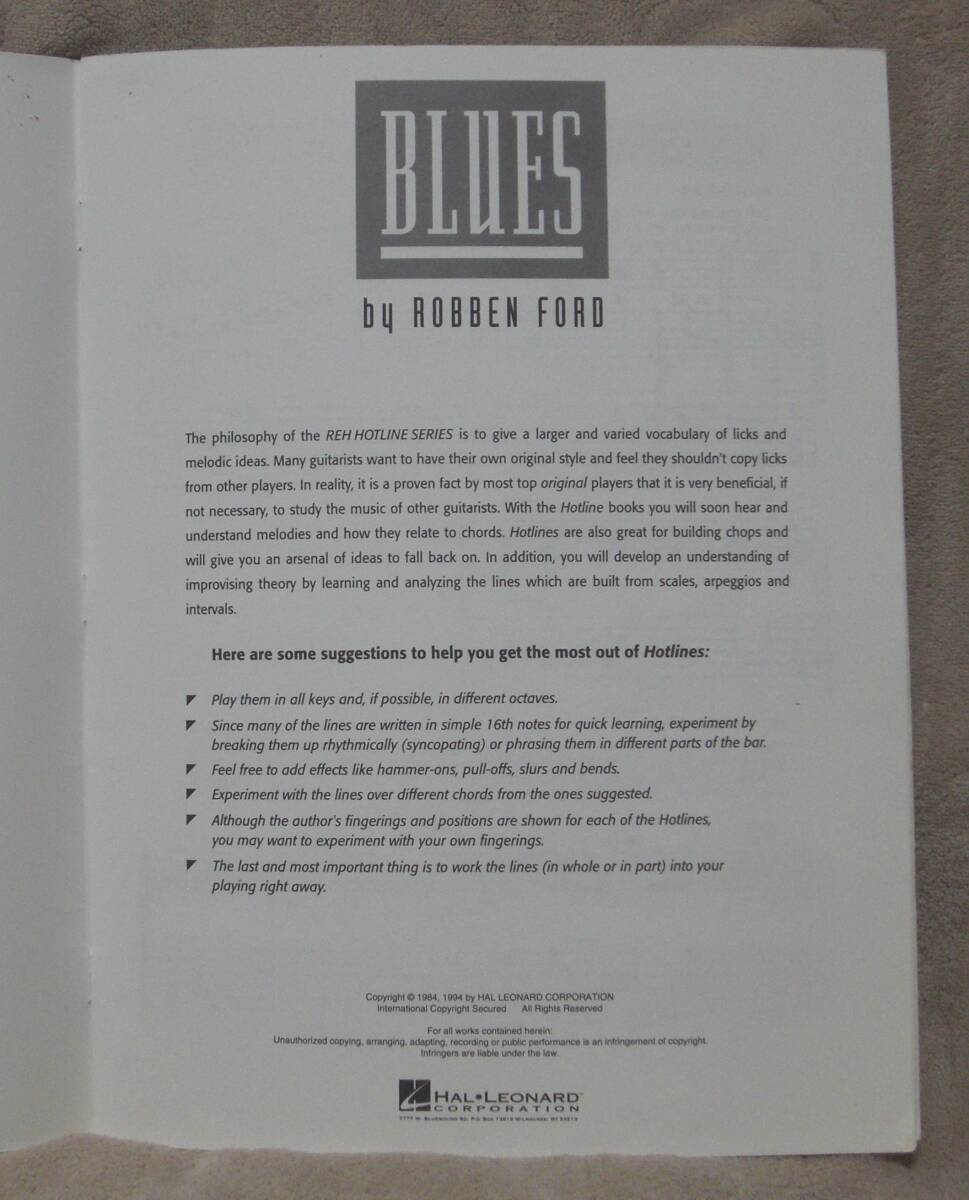 BLUES
by ROBBEN FORD
The philosophy of the REH HOTLINE SERIES is to give a larger and varied vocabulary of licks and
melodic ideas. Many guitarists want to have their own original style and feel they shouldn't copy licks
from other players. In reality, it is a proven fact by most top original players that it is very beneficial, if
not necessary, to study the music of other guitarists. With the Hotline books you will soon hear and
understand melodies and how they relate to chords. Hotlines are also great for building chops and
will give you an arsenal of ideas to fall back on. In addition, you will develop an understanding of
improvising theory by learning and analyzing the lines which are built from scales, arpeggios and
intervals.
Here are some suggestions to help you get the most out of Hotlines:
Play them in all keys and, if possible, in different octaves.
Since many of the lines are written in simple 16th notes for quick learning, experiment by
breaking them up rhythmically (syncopating) or phrasing them in different parts of the bar.
Feel free to add effects like hammer-ons, pull-offs, slurs and bends.
Experiment with the lines over different chords from the ones suggested.
Although the author's fingerings and positions are shown for each of the Hotlines,
you may want to experiment with your own fingerings.
The last and most important thing is to work the lines (in whole or in part) into your
playing right away.
Copyright © 1984, 1994 by HAL LEONARD CORPORATION
International Copyright Secured All Rights Reserved
For all works contained herein:
Unauthorized copying, arranging, adapting, recording or public performance is an infringement of copyright.
Infringers are liable under the law.
HAL•LEONARD
CORPORATION
7777 W. BLUEMOUND RD. P.O. BOX 13819 MILWAUKEE, WI 53213